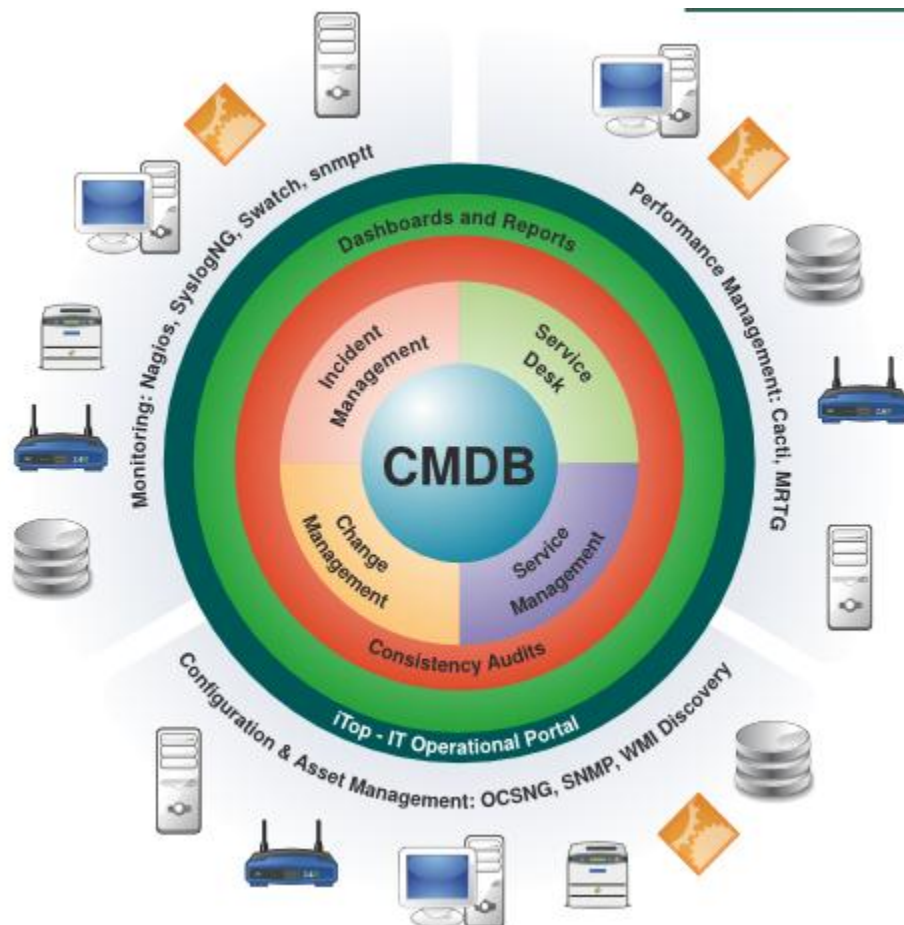 Monitoring: Nagios, SyslogNG, Swatch, snmptt
Performance Management: Cacti, MRTG
Dashboards and Reports
Incident
Management
Service
Desk
CMDB
Change
Management
Service
Management
Consistency Audits
iTop - IT Operational Portal
Configuration & Asset Management: OCSNG, SNMP, WMI Discovery